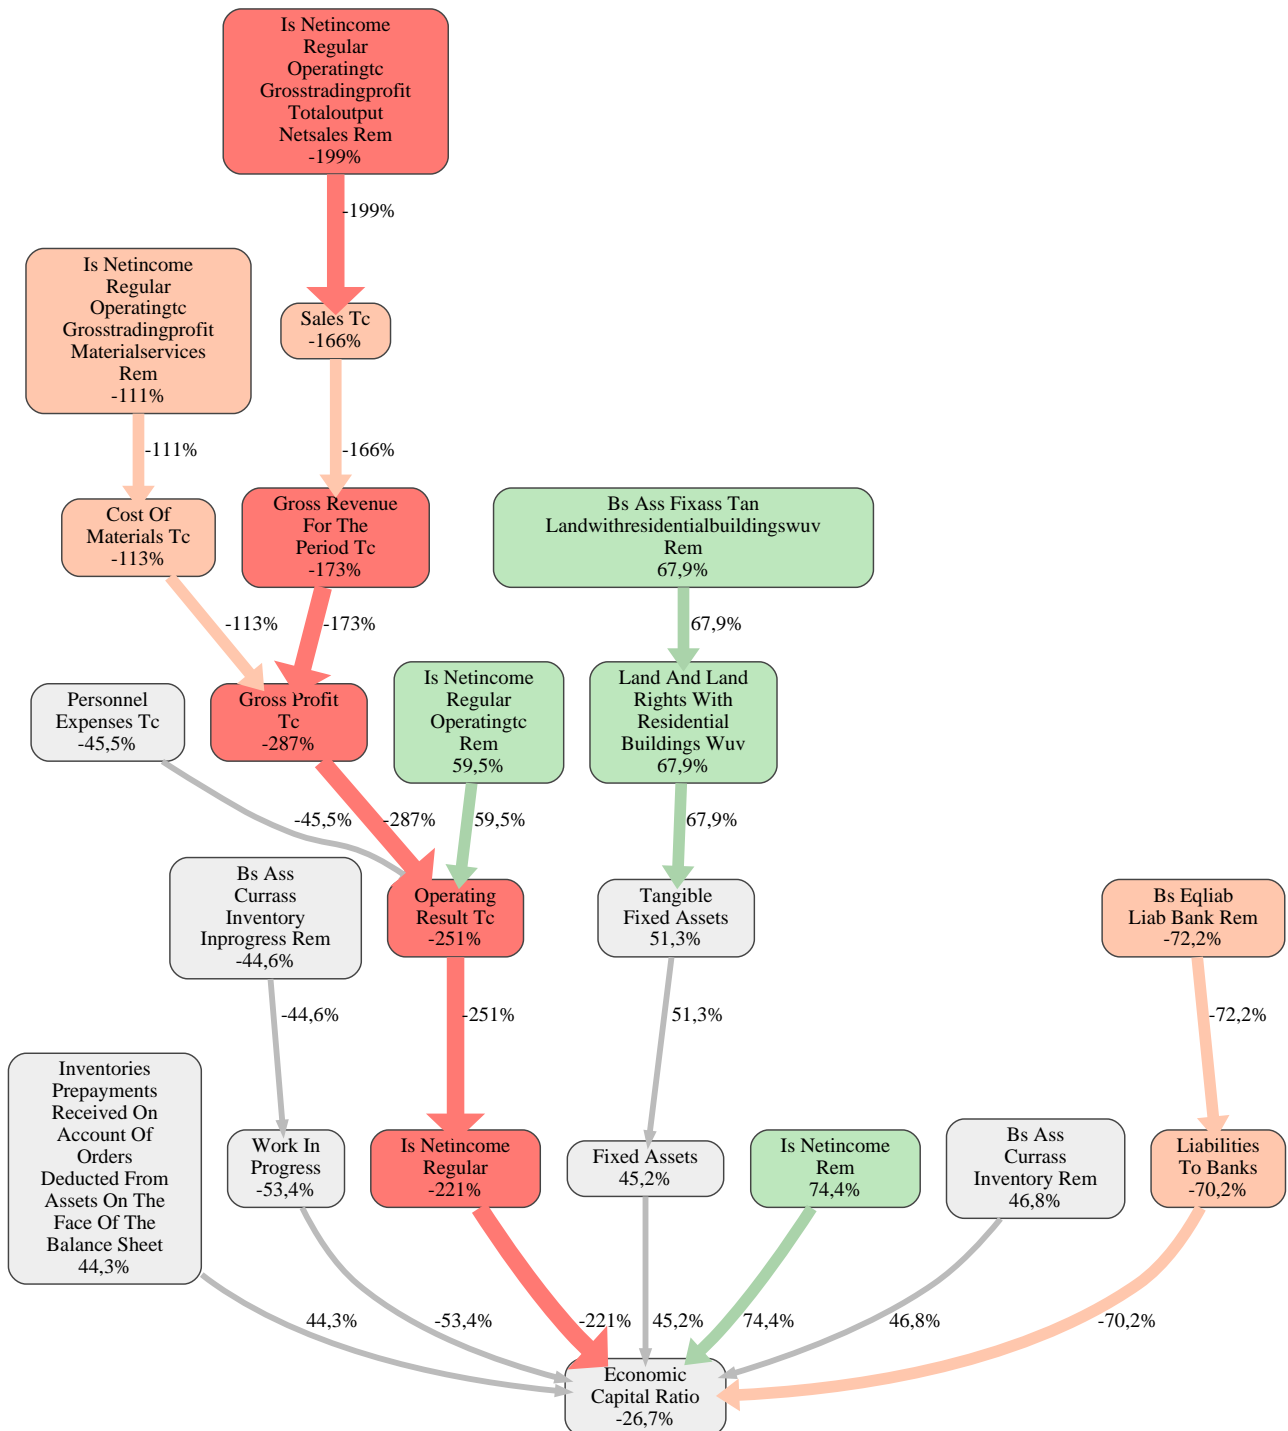 Is Netincome
Regular
Operatingtc
Grosstradingprofit
Totaloutput
Netsales Rem
-199%
-199%
Is Netincome
Regular
Operatingtc
Grosstradingprofit
Materialservices
Rem
-111%
Sales Tc
-166%
-111%
-166%
Cost Of
Materials Tc
-113%
Gross Revenue
For The
Period Tc
-173%
Bs Ass Fixass Tan
Landwithresidentialbuildingswuv
Rem
67,9%
-113%
-173%
67,9%
Personnel
Expenses Tc
-45,5%
Gross Profit
Tc
-287%
Is Netincome
Regular
Operatingtc
Rem
59,5%
Land And Land
Rights With
Residential
Buildings Wuv
67,9%
-45,5%
-287%
59,5%
67,9%
Bs Ass
Currass
Inventory
Inprogress Rem
-44,6%
Operating
Result Tc
-251%
Tangible
Fixed Assets
51,3%
Bs Eqliab
Liab Bank Rem
-72,2%
-44,6%
-251%
51,3%
-72,2%
Inventories
Prepayments
Received On
Account Of
Orders
Deducted From
Assets On The
Face Of The
Balance Sheet
44,3%
Work In
Progress
-53,4%
Is Netincome
Regular
-221%
Fixed Assets
45,2%
Is Netincome
Rem
74,4%
Bs Ass
Currass
Inventory Rem
46,8%
Liabilities
To Banks
-70,2%
44,3%
-53,4%
-221%
45,2%
74,4%
46,8%
-70,2%
Economic
Capital Ratio
-26,7%